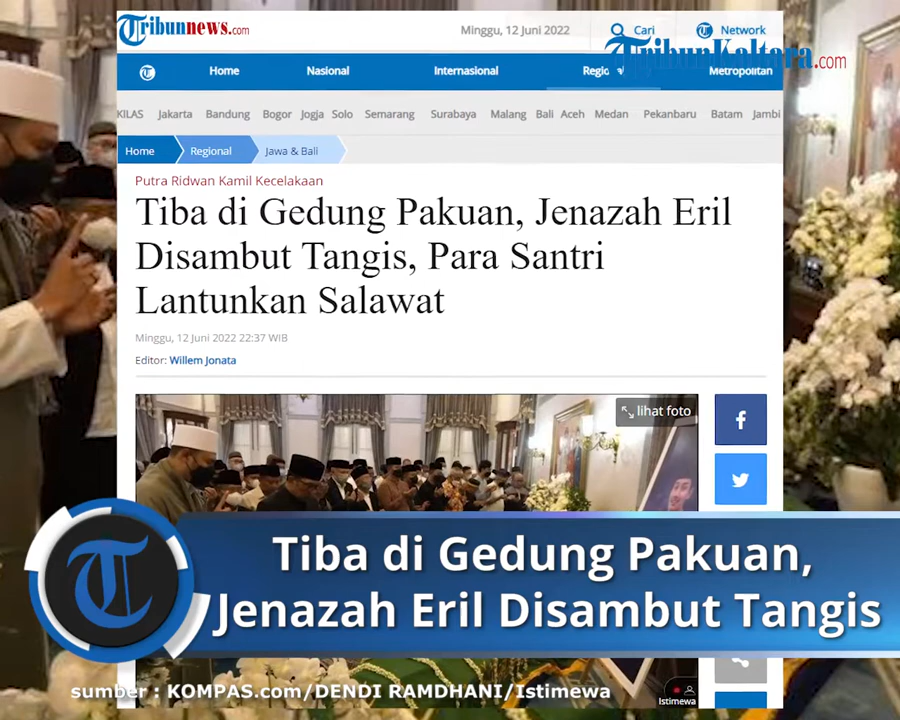 Tribunnews.com
Minggu, 12 Juni 2022
Cari
Network
TribunKaltara.com
Home
Nasional
Internasional
Metropolitan
KILAS Jakarta Bandung Bogor Jogja Solo Semarang Surabaya Malang Bali Aceh Medan Pekanbaru Batam Jambi
Home
Regional
Jawa & Bali
Putra Ridwan Kamil Kecelakaan
Tiba di Gedung Pakuan, Jenazah Eril
Disambut Tangis, Para Santri
Lantunkan Salawat
Minggu, 12 Juni 2022 22:37 WIB
Editor: Willem Jonata
lihat foto
f
T
Tiba di Gedung Pakuan,
Jenazah Eril Disambut Tangis
sumber : KOMPAS.com/DENDI RAMDHANI/Istimewa
Istimewa